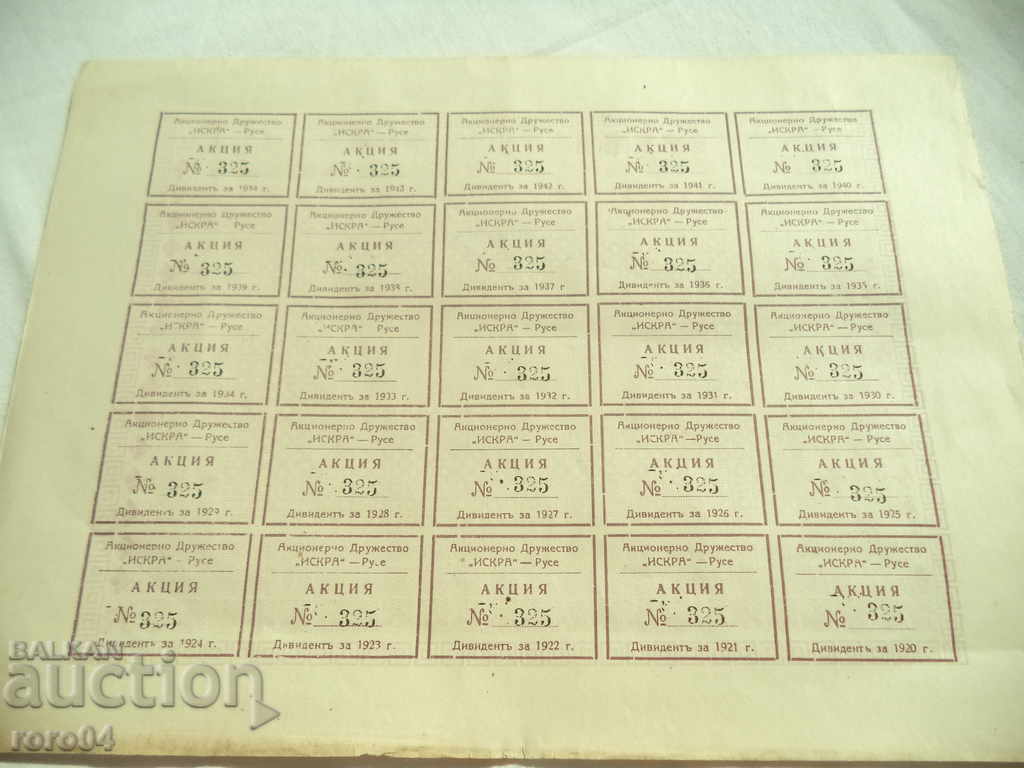 Акционерно Дружество
„ИСКРА“ — Русе
АКЦИЯ
№ 325
Дивидентъ за 1944 г.
Акционенно Дружество
„ИСКРА“ — Русе
АКЦИЯ
№ 325
Дивидентъ за 1943 г.
Акционерно Дружество
„ИСКРА“ — Русе
АКЦИЯ
№ 325
Дивидентъ за 1942 г.
Акционерно Дружество
„ИСКРА“ — Русе
АКЦИЯ
№ 325
Дивидентъ за 1941 г.
Акционерно Дружество
„ИСКРА“ — Русе
АКЦИЯ
№ 325
Дивидентъ за 1940 г.
Акционерно Дружество
„ИСКРА“ Русе
АКЦИЯ
№ 325
Дивидентъ за 1939 г.
Акционерно Дружество
„ИСКРА“ — Русе
АКЦИЯ
№ 325
Дивидентъ за 1938 г.
Акционерно Дружество
„ИСКРА“ — Русе
АКЦИЯ
№ 325
Дивидентъ за 1937 г
Акционерно Дружество
„ИСКРА“ — Русе
АКЦИЯ
№ 325
Дивидентъ за 1936 г.
Акционерно Дружество
„ИСКРА“ — Русе
АКЦИЯ
№ 325
Дивидентъ за 1935 г.
Акционерно Дружество
„ИСКРА“ — Русе
АКЦИЯ
№ 325
Дивидентъ за 1934 г.
Акционерно Дружество
„ИСКРА“ Русе
АКЦИЯ
№ 325
Дивидентъ за 1933 г.
Акционерно Дружество
„ИСКРА“ — Русе
АКЦИЯ
№ 325
Дивидентъ за 1932 г.
Акционерно Дружество
„ИСКРА“ — Русе
АКЦИЯ
№ 325
Дивидентъ за 1931 г.
Акционерно Дружество
„ИСКРА“ — Русе
АКЦИЯ
№ 325
Дивидентъ за 1930 г.
Акционерно Дружество
„ИСКРА“ — Русе
АКЦИЯ
№ 325
Дивидентъ за 1929 г.
Акционерно Дружество
„ИСКРА“ — Русе
АКЦИЯ
№ 325
Дивидентъ за 1928 г.
Акционерно Дружество
„ИСКРА“ — Русе
АКЦИЯ
№ 325
Дивидентъ за 1927 г.
Акционерно Дружество
„ИСКРА“ — Русе
АКЦИЯ
№ 325
Дивидентъ за 1926 г.
Акционерно Дружество
„ИСКРА“ — Русе
АКЦИЯ
№ 325
Дивидентъ за 1925 г.
Акционерно Дружество
„ИСКРА“ - Русе
АКЦИЯ
№ 325
Дивидентъ за 1924 г.
Акционерно Дружество
„ИСКРА“ — Русе
АКЦИЯ
№ 325
Дивидентъ за 1923 г.
Акционерно Дружество
„ИСКРА“ — Русе
АКЦИЯ
№ 325
Дивидентъ за 1922 г.
Акционерно Дружество
„ИСКРА“ — Русе
АКЦИЯ
№ 325
Дивидентъ за 1921 г.
Акционерно Дружество
„ИСКРА“ — Русе
АКЦИЯ
№ 325
Дивидентъ за 1920 г.
BALKAN
auction
roro04